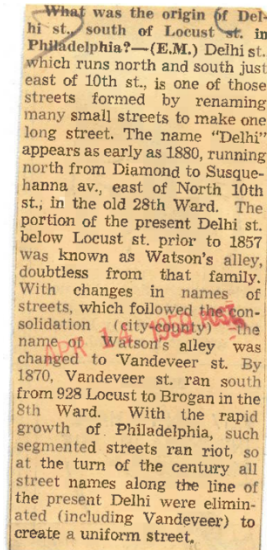 What was the origin of Del-
hi st., south of Locust st. in
Philadelphia?—(E.M.) Delhi st.
which runs north and south just
east of 10th st., is one of those
streets formed by renaming
many small streets to make one
long street. The name "Delhi"
appears as early as 1880, running
north from Diamond to Susque-
hanna av., east of North 10th
st., in the old 28th Ward. The
portion of the present Delhi st.
below Locust st. prior to 1857
was known as Watson's alley,
doubtless from that family.
With changes in names of
streets, which followed the con-
solidation (city-county) the
name of Watson's alley was
changed to Vandeveer st. By
1870, Vandeveer st. ran south
from 928 Locust to Brogan in the
8th Ward. With the rapid
growth of Philadelphia, such
segmented streets ran riot, so
at the turn of the century all
street names along the line of
the present Delhi were elimin-
ated (including Vandeveer) to
create a uniform street.
APR 14